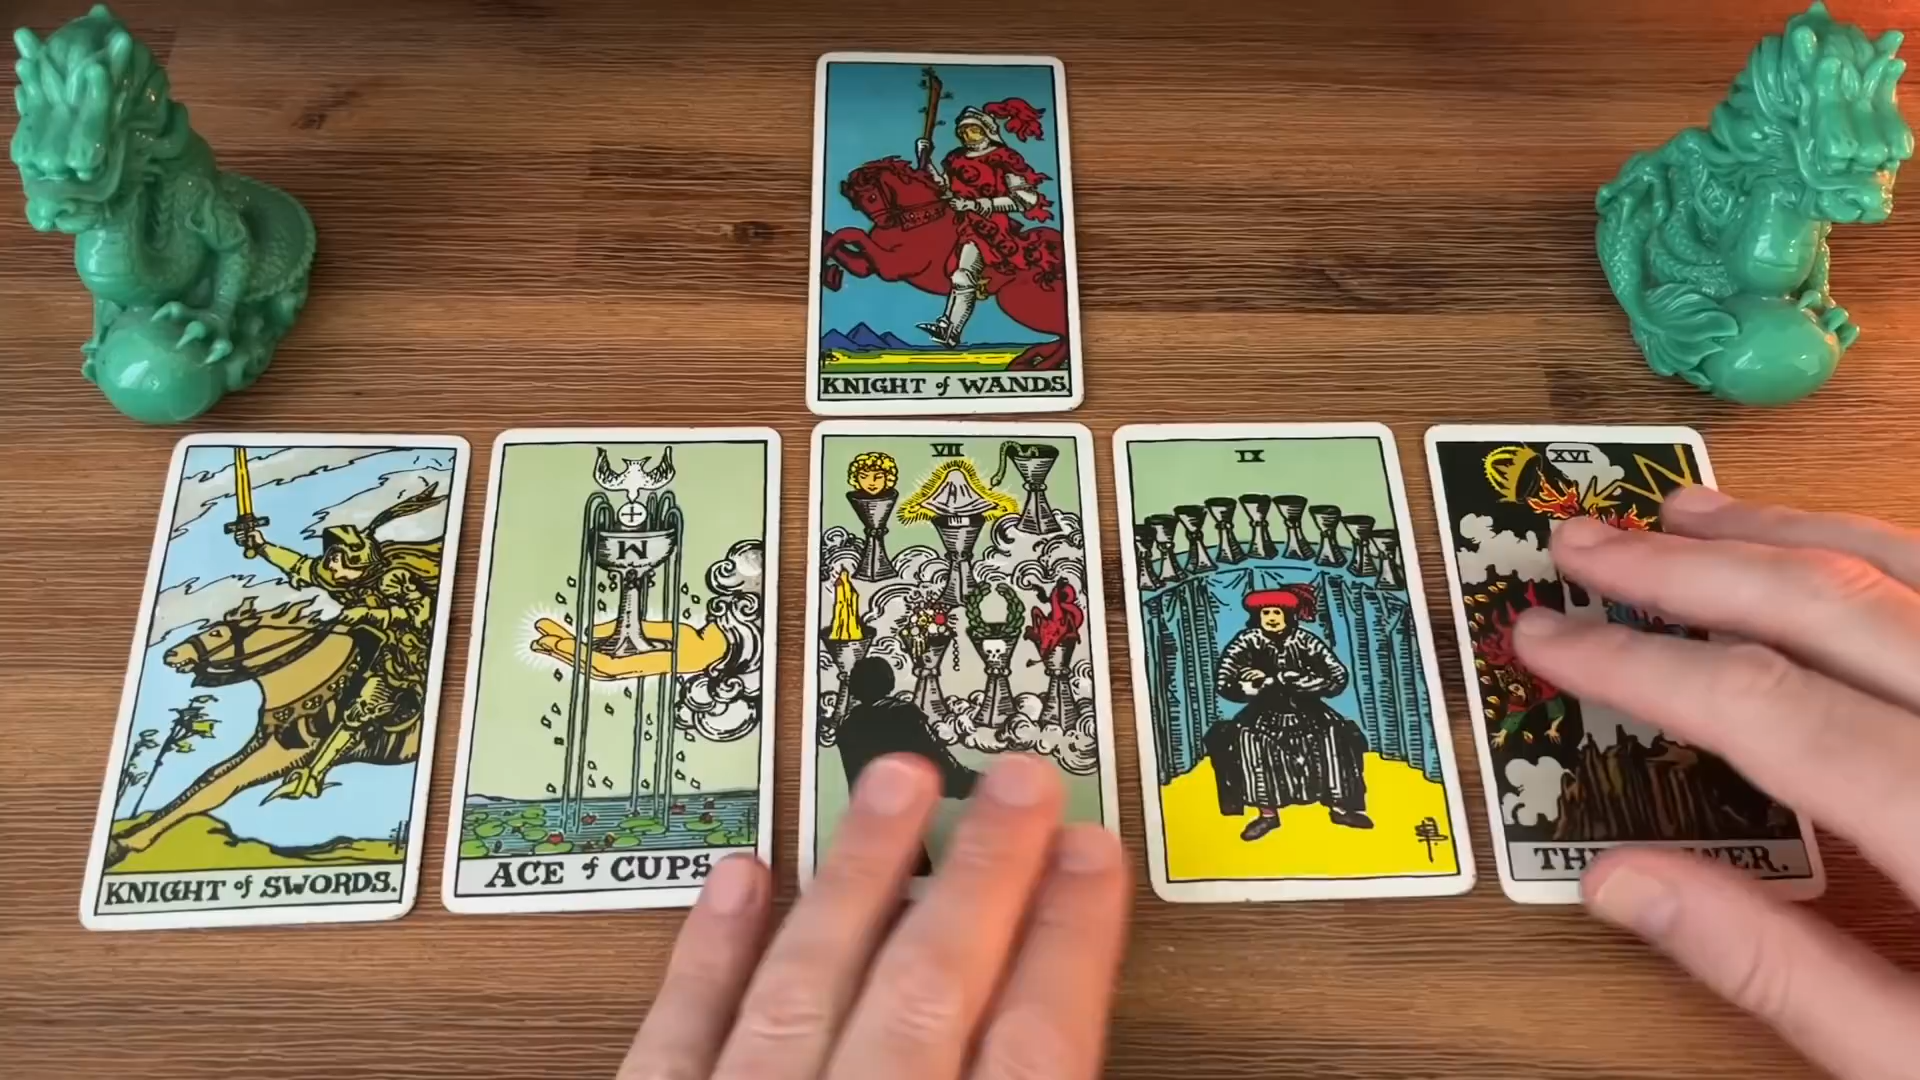 KNIGHT of WANDS.
KNIGHT of SWORDS.
M
ACE of CUPS
VII
IX
XVI